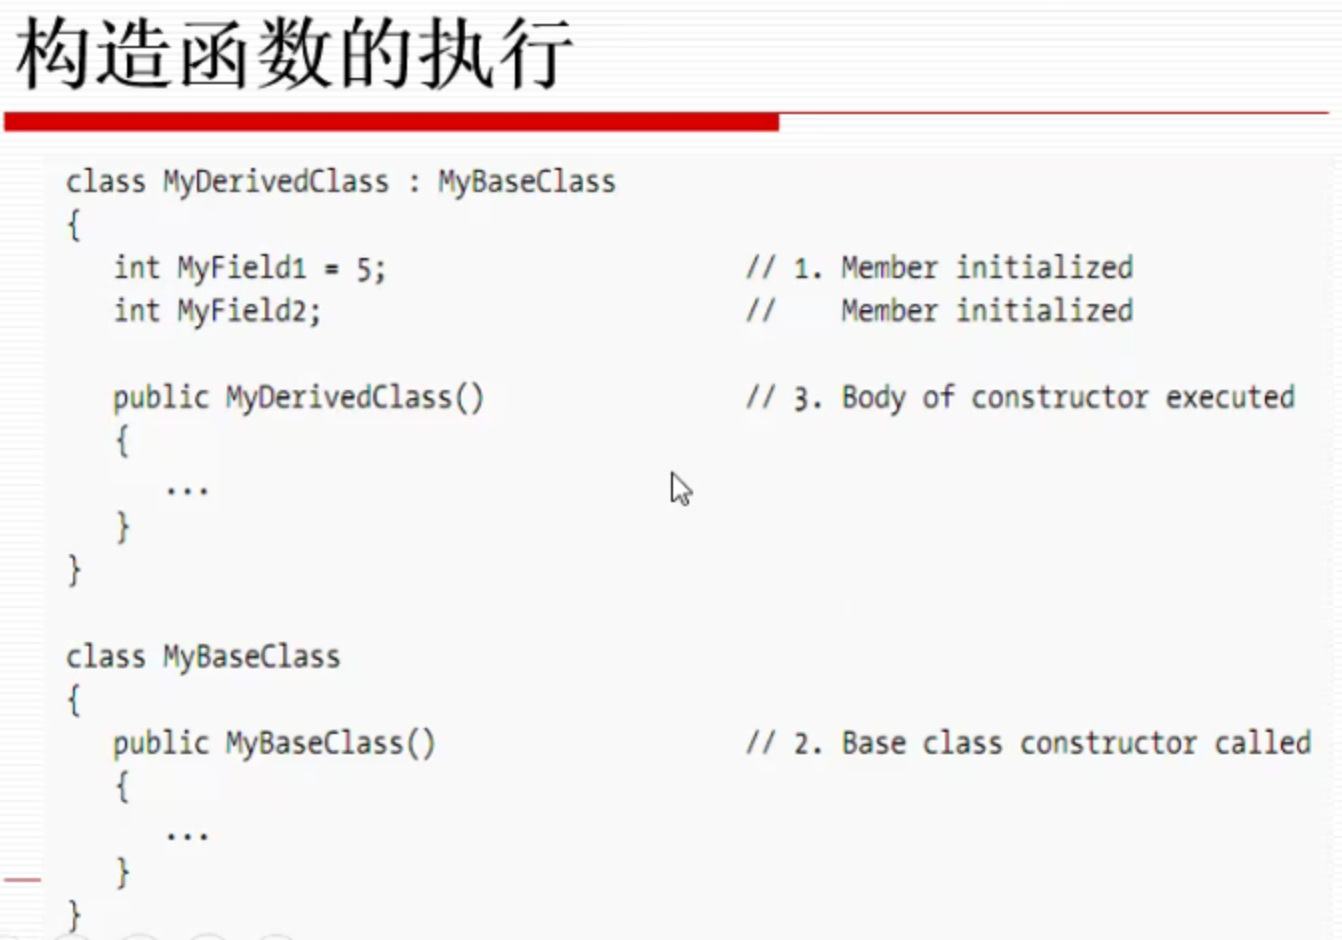 构造函数的执行
class MyDerivedClass : MyBaseClass
{
int MyField1 = 5; // 1. Member initialized
int MyField2; // Member initialized
public MyDerivedClass() // 3. Body of constructor executed
{
...
}
}
class MyBaseClass
{
public MyBaseClass() // 2. Base class constructor called
{
...
}
}